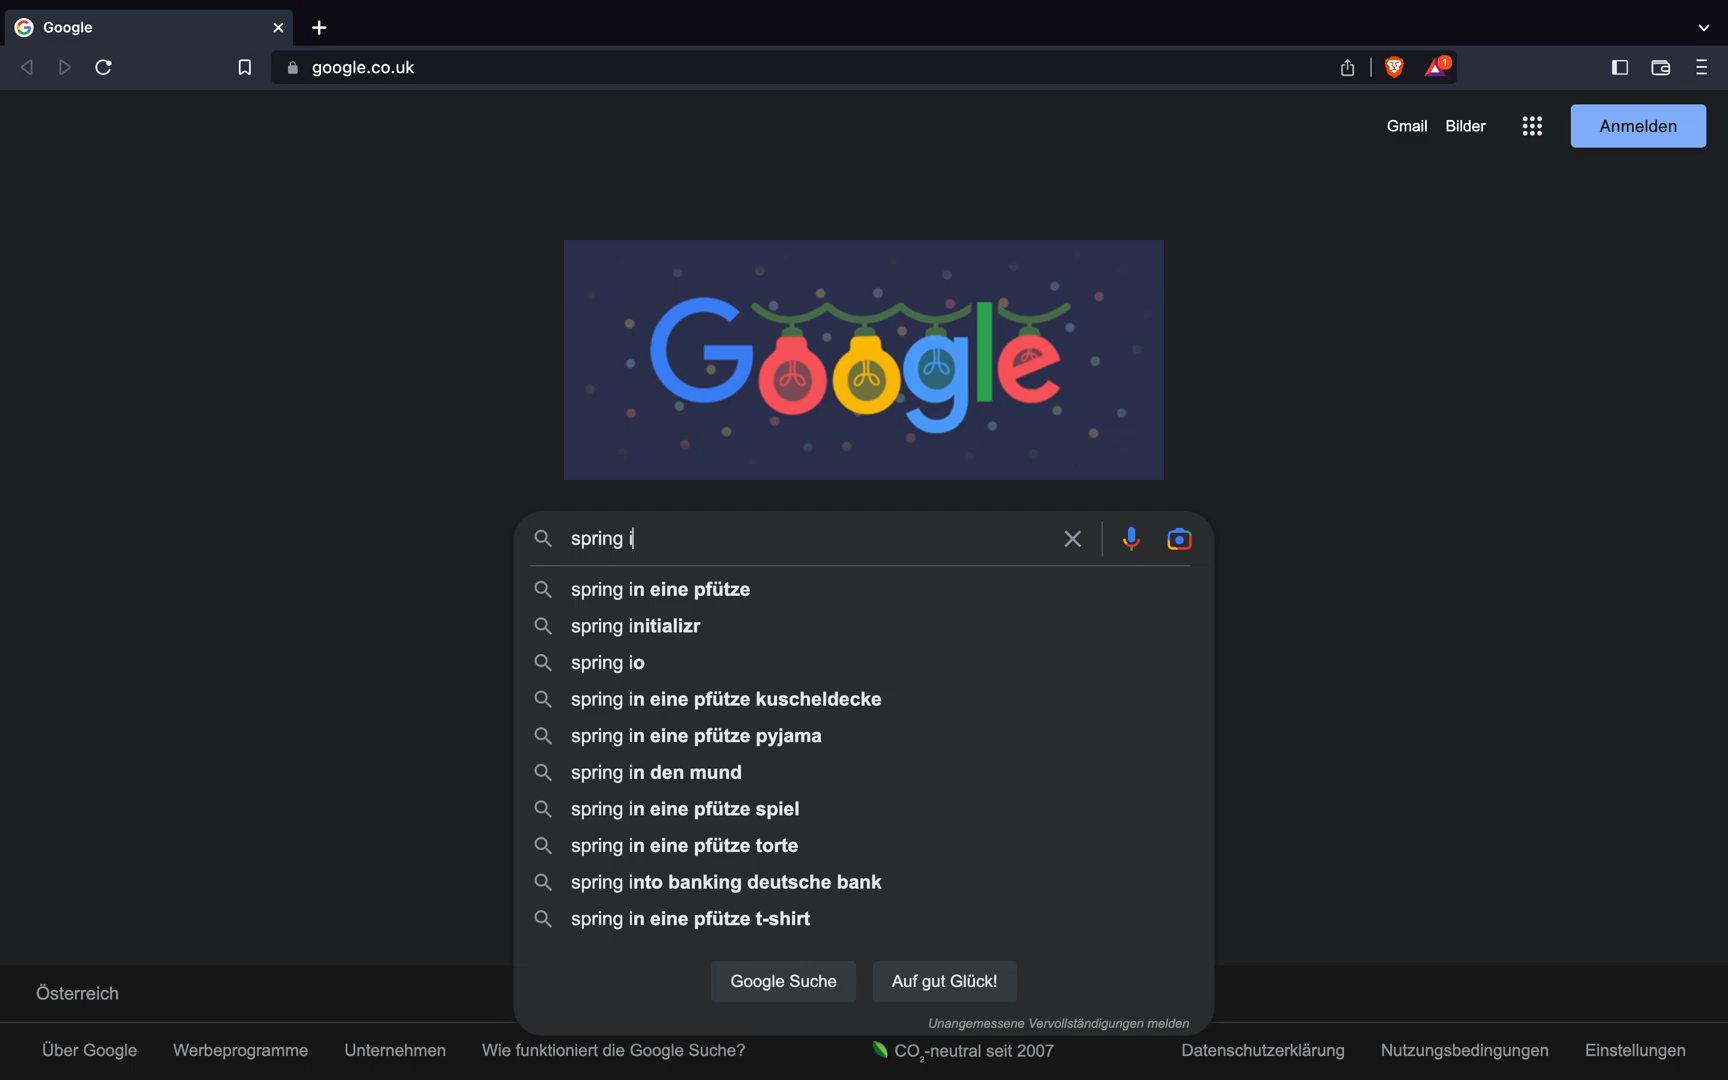 Google
google.co.uk
1
Gmail Bilder Anmelden
Google
spring i
spring in eine pfütze
spring initializr
spring io
spring in eine pfütze kuscheldecke
spring in eine pfütze pyjama
spring in den mund
spring in eine pfütze spiel
spring in eine pfütze torte
spring into banking deutsche bank
spring in eine pfütze t-shirt
Google Suche Auf gut Glück!
Unangemessene Vervollständigungen melden
Österreich
Über Google Werbeprogramme Unternehmen Wie funktioniert die Google Suche? CO₂-neutral seit 2007 Datenschutzerklärung Nutzungsbedingungen Einstellungen